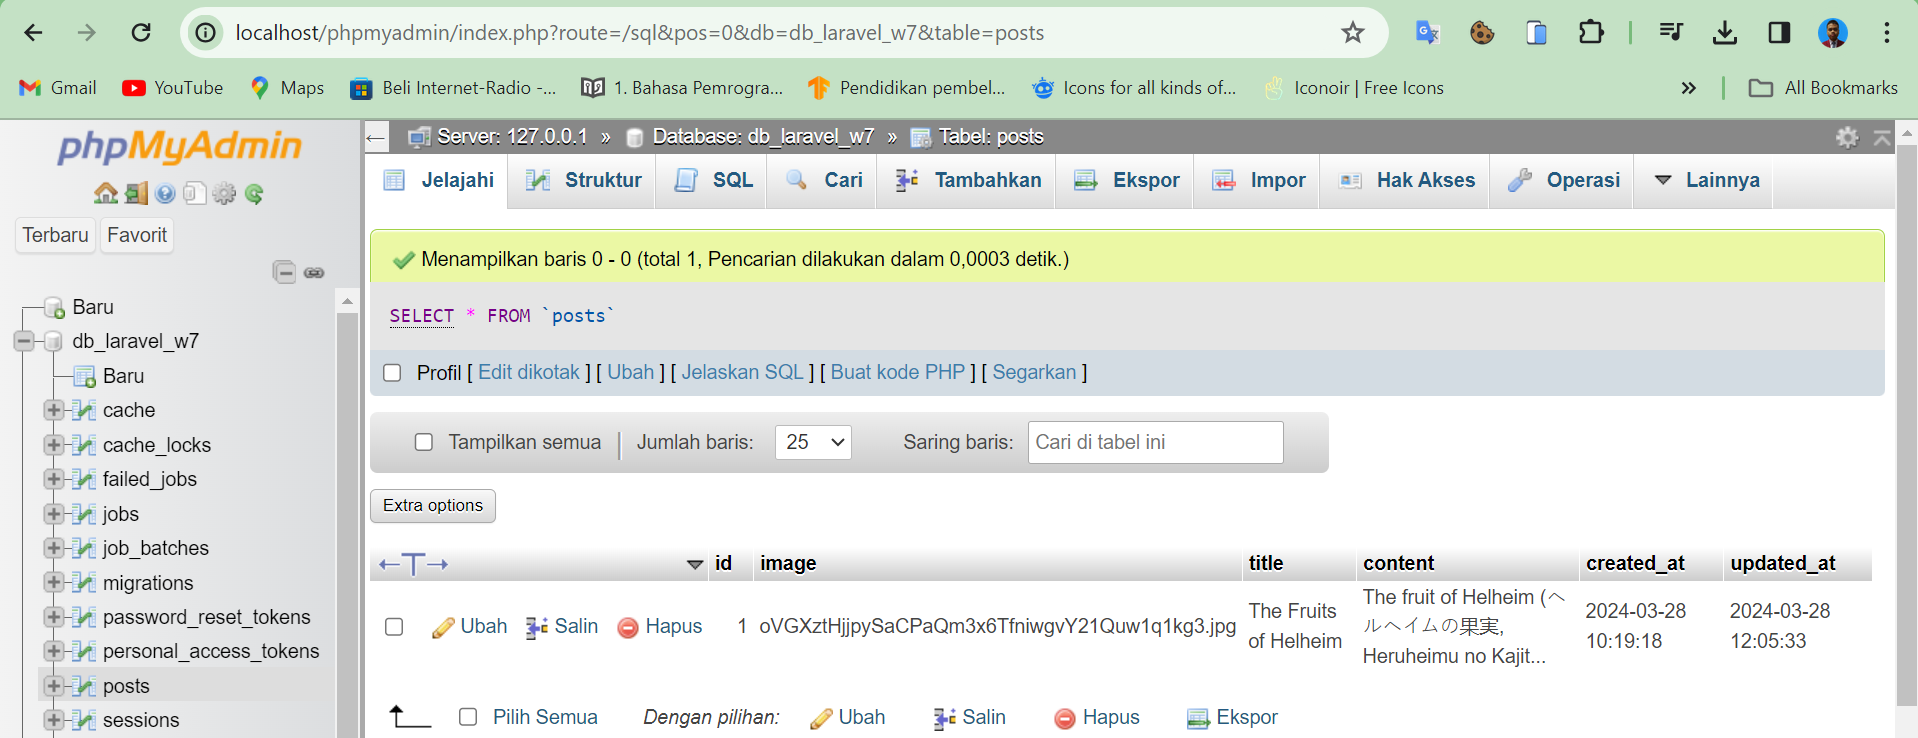 localhost/phpmyadmin/index.php?route=/sql&pos=0&db=db_laravel_w7&table=posts
Gmail YouTube Maps Beli Internet-Radio -... 1. Bahasa Pemrogra... Pendidikan pembel... Icons for all kinds of... Iconoir | Free Icons » All Bookmarks
phpMyAdmin
Terbaru Favorit
Baru
db_laravel_w7
Baru
cache
cache_locks
failed_jobs
jobs
job_batches
migrations
password_reset_tokens
personal_access_tokens
posts
sessions
Server: 127.0.0.1 » Database: db_laravel_w7 » Tabel: posts
Jelajahi Struktur SQL Cari Tambahkan Ekspor Impor Hak Akses Operasi Lainnya
Menampilkan baris 0 - 0 (total 1, Pencarian dilakukan dalam 0,0003 detik.)
SELECT * FROM `posts`
Profil [ Edit dikotak ] [ Ubah ] [ Jelaskan SQL ] [ Buat kode PHP ] [ Segarkan ]
Tampilkan semua | Jumlah baris: 25 Saring baris: Cari di tabel ini
Extra options
←T→ id image title content created_at updated_at
Ubah Salin Hapus 1 oVGXztHjjpySaCPaQm3x6TfniwgvY21Quw1q1kg3.jpg
The Fruits
of Helheim
The fruit of Helheim (ヘ
ルヘイムの果実,
Heruheimu no Kajit...
2024-03-28
10:19:18
2024-03-28
12:05:33
Pilih Semua Dengan pilihan: Ubah Salin Hapus Ekspor